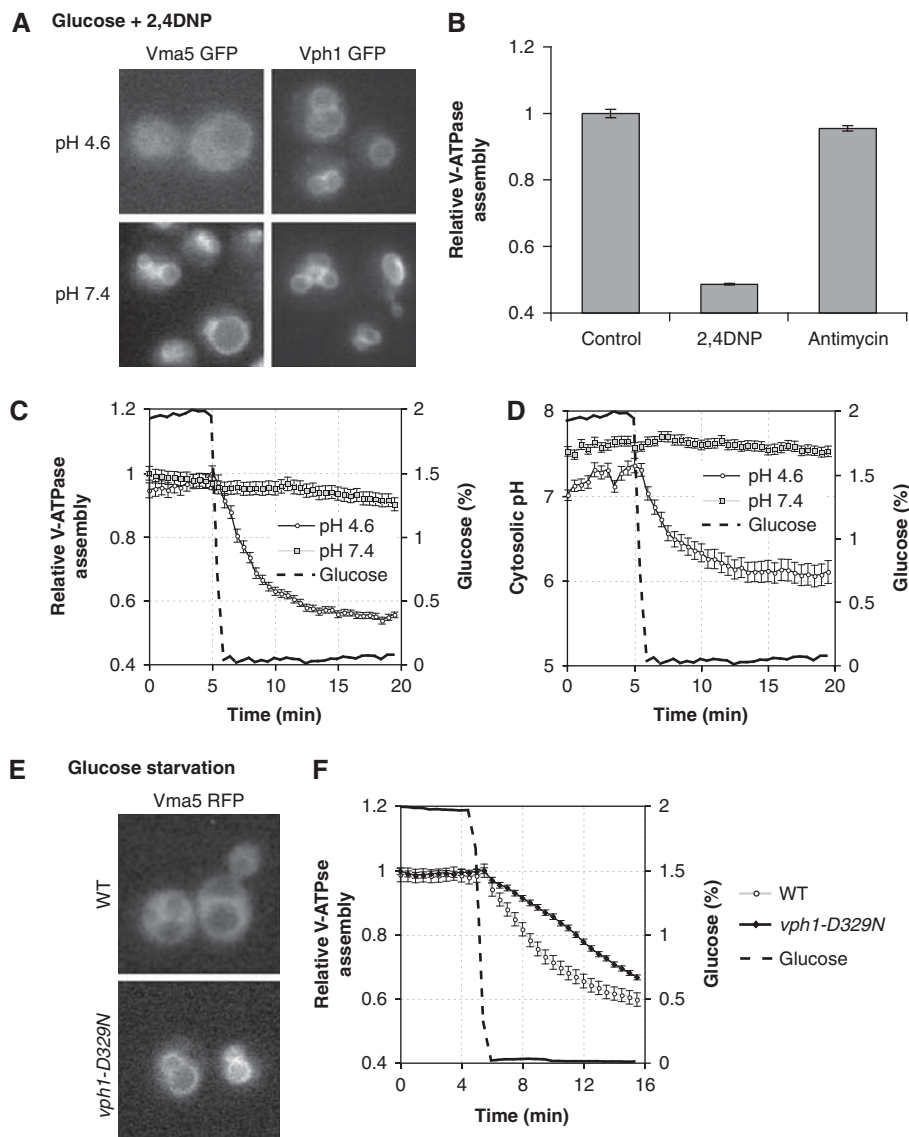 A Glucose + 2,4DNP
Vma5 GFP Vph1 GFP
pH 4.6
pH 7.4
B
Relative V-ATPase
assembly
1.2
1
0.8
0.6
0.4
Control 2,4DNP Antimycin
C
Relative V-ATPase
assembly
1.2
1
0.8
0.6
0.4
pH 4.6
pH 7.4
Glucose
2
1.5
1
0.5
0
Glucose (%)
0 5 10 15 20
Time (min)
D
Cytosolic pH
8
7
6
5
pH 4.6
pH 7.4
Glucose
2
1.5
1
0.5
0
Glucose (%)
0 5 10 15 20
Time (min)
E Glucose starvation
Vma5 RFP
WT
vph1-D329N
F
Relative V-ATPse
assembly
1.2
1
0.8
0.6
0.4
2
1.5
1
0.5
0
Glucose (%)
0 4 8 12 16
Time (min)
WT
vph1-D329N
Glucose